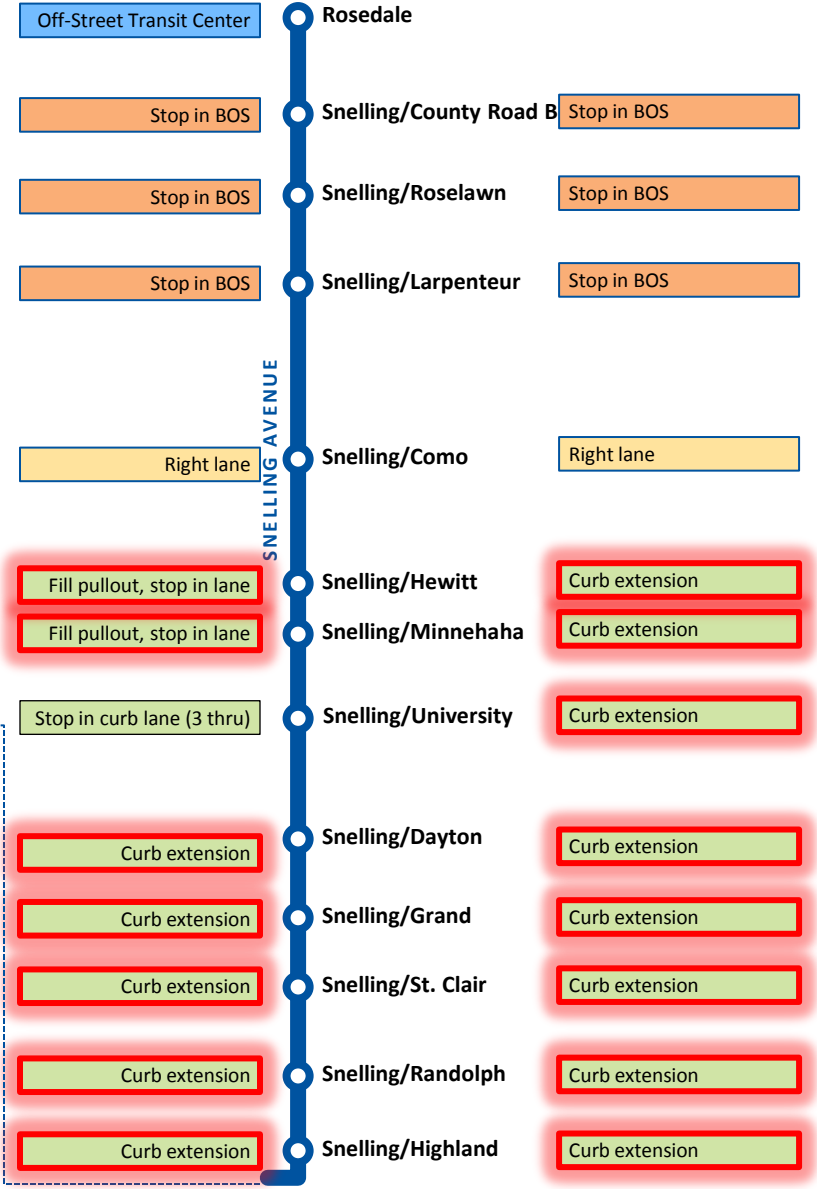 Off-Street Transit Center Rosedale
Stop in BOS Snelling/County Road B Stop in BOS
Stop in BOS Snelling/Roselawn Stop in BOS
Stop in BOS Snelling/Larpenteur Stop in BOS
SNELLING AVENUE
Right lane Snelling/Como Right lane
Fill pullout, stop in lane Snelling/Hewitt Curb extension
Fill pullout, stop in lane Snelling/Minnehaha Curb extension
Stop in curb lane (3 thru) Snelling/University Curb extension
Curb extension Snelling/Dayton Curb extension
Curb extension Snelling/Grand Curb extension
Curb extension Snelling/St. Clair Curb extension
Curb extension Snelling/Randolph Curb extension
Curb extension Snelling/Highland Curb extension